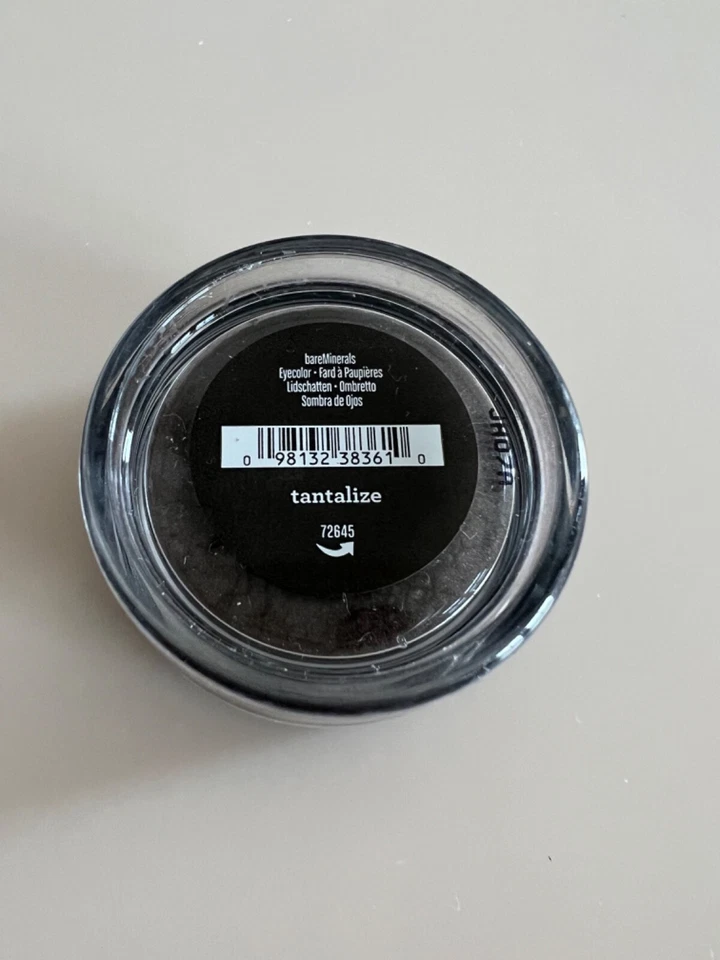 bareMinerals
Eyecolor • Fard à Paupières
Lidschatten • Ombretto
Sombra de Ojos
0 98132 38361 0
tantalize
72645